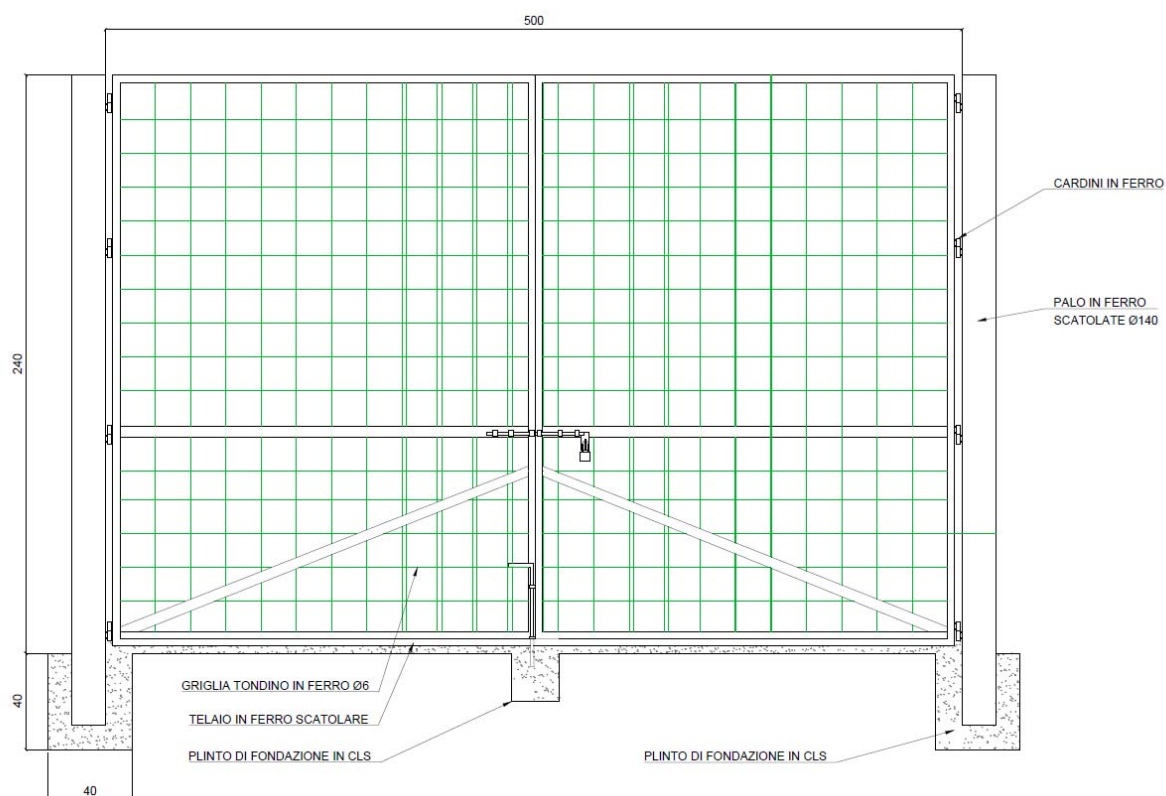 500
CARDINI IN FERRO
PALO IN FERRO
SCATOLATE Ø140
240
40
GRIGLIA TONDINO IN FERRO Ø6
TELAIO IN FERRO SCATOLARE
PLINTO DI FONDAZIONE IN CLS
PLINTO DI FONDAZIONE IN CLS
40